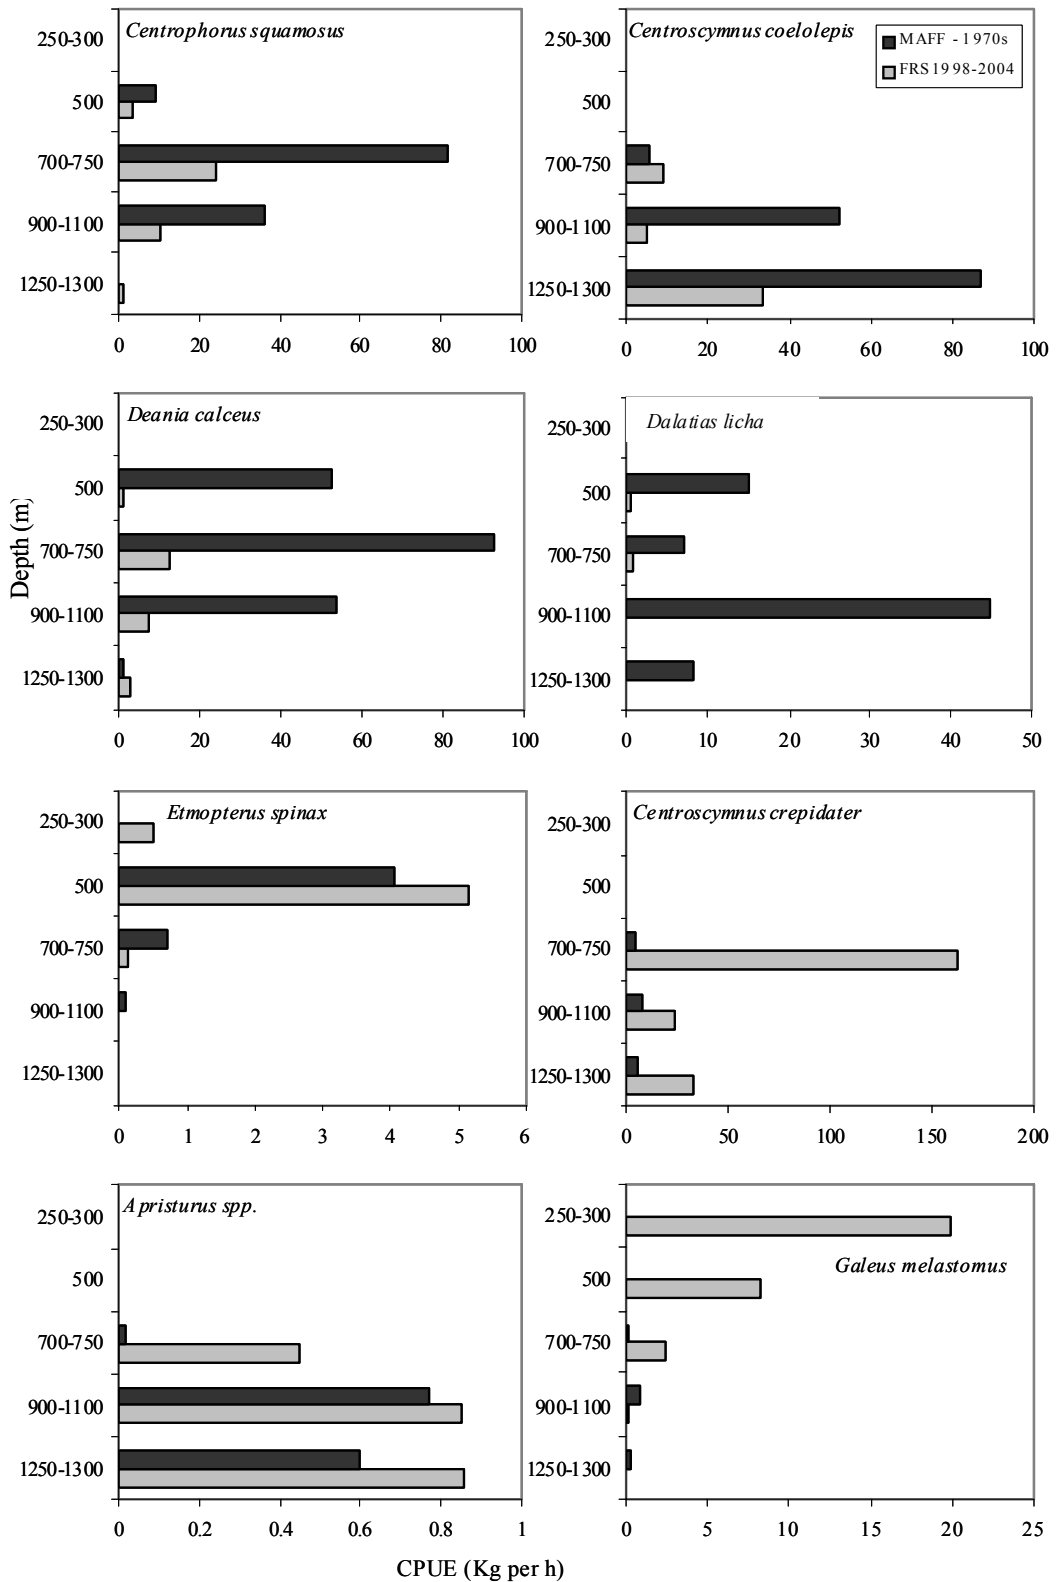 Centrophorus squamosus
250-300
500
700-750
900-1100
1250-1300
0 20 40 60 80 100
Centroscymnus coelolepis
MAFF - 1970s
FRS 1998-2004
250-300
500
700-750
900-1100
1250-1300
0 20 40 60 80 100
Depth (m)
Deania calceus
250-300
500
700-750
900-1100
1250-1300
0 20 40 60 80 100
Dalatias licha
250-300
500
700-750
900-1100
1250-1300
0 10 20 30 40 50
Etmopterus spinax
250-300
500
700-750
900-1100
1250-1300
0 1 2 3 4 5 6
Centroscymnus crepidater
250-300
500
700-750
900-1100
1250-1300
0 50 100 150 200
Apristurus spp.
250-300
500
700-750
900-1100
1250-1300
0 0.2 0.4 0.6 0.8 1
250-300
Galeus melastomus
500
700-750
900-1100
1250-1300
0 5 10 15 20 25
CPUE (Kg per h)